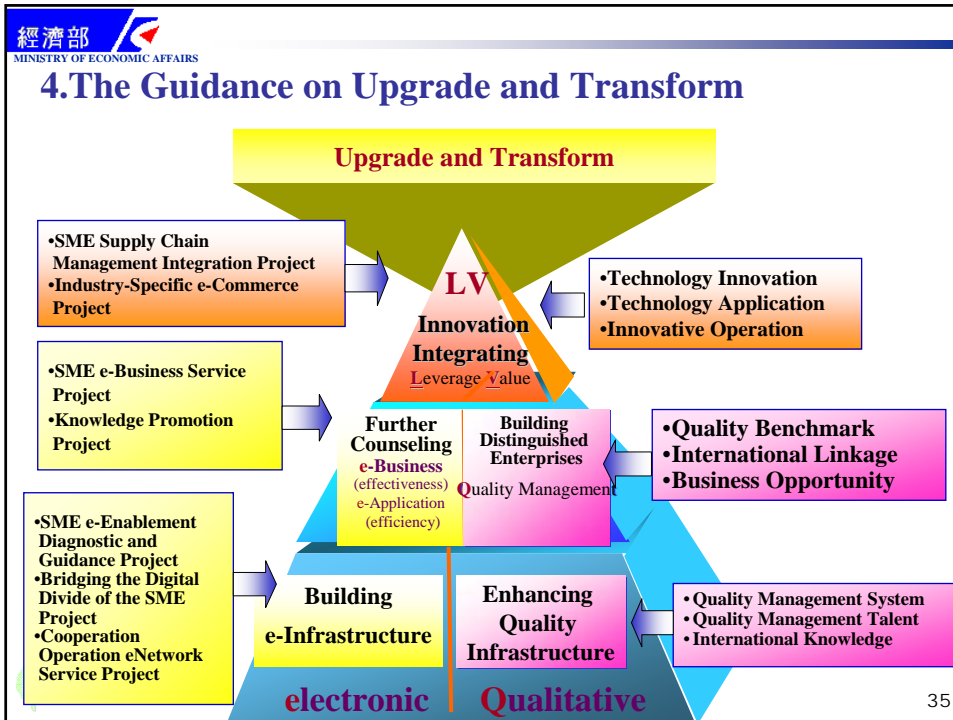 經濟部
MINISTRY OF ECONOMIC AFFAIRS
4.The Guidance on Upgrade and Transform
Upgrade and Transform
•SME Supply Chain
Management Integration Project
•Industry-Specific e-Commerce
Project
LV
Innovation
Integrating
Leverage Value
•Technology Innovation
•Technology Application
•Innovative Operation
•SME e-Business Service
Project
•Knowledge Promotion
Project
Further
Counseling
e-Business
(effectiveness)
e-Application
(efficiency)
Building
Distinguished
Enterprises
Quality Management
•Quality Benchmark
•International Linkage
•Business Opportunity
•SME e-Enablement
Diagnostic and
Guidance Project
•Bridging the Digital
Divide of the SME
Project
•Cooperation
Operation eNetwork
Service Project
Building
e-Infrastructure
Enhancing
Quality
Infrastructure
•Quality Management System
•Quality Management Talent
•International Knowledge
electronic
Qualitative
35